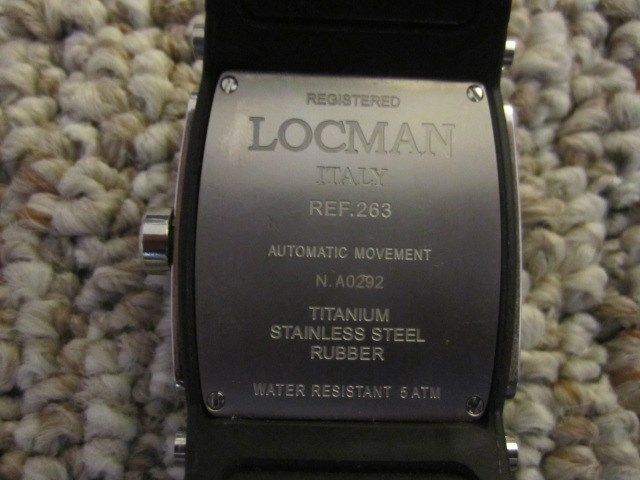 REGISTERED
LOCMAN
ITALY
REF.263
AUTOMATIC MOVEMENT
N.A0292
TITANIUM
STAINLESS STEEL
RUBBER
WATER RESISTANT 5 ATM